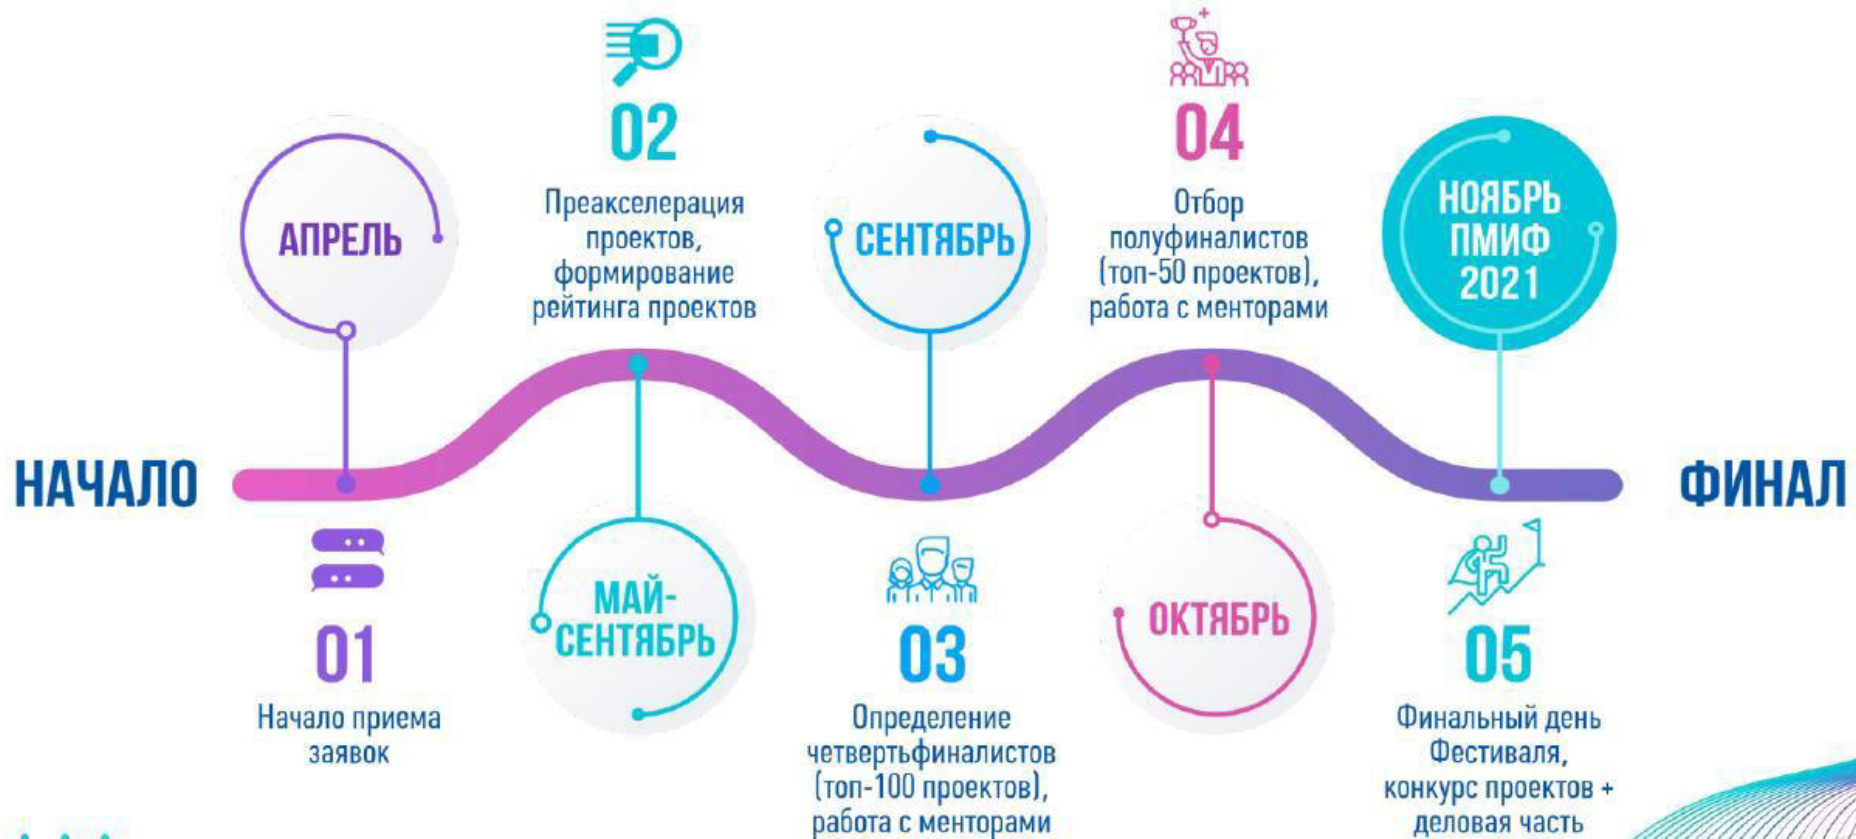 НАЧАЛО
АПРЕЛЬ
01
Начало приема
заявок
02
Преакселерация
проектов,
формирование
рейтинга проектов
МАЙ-
СЕНТЯБРЬ
СЕНТЯБРЬ
03
Определение
четвертьфиналистов
(топ-100 проектов),
работа с менторами
04
Отбор
полуфиналистов
(топ-50 проектов),
работа с менторами
ОКТЯБРЬ
НОЯБРЬ
ПМИФ
2021
05
Финальный день
Фестиваля,
конкурс проектов +
деловая часть
ФИНАЛ